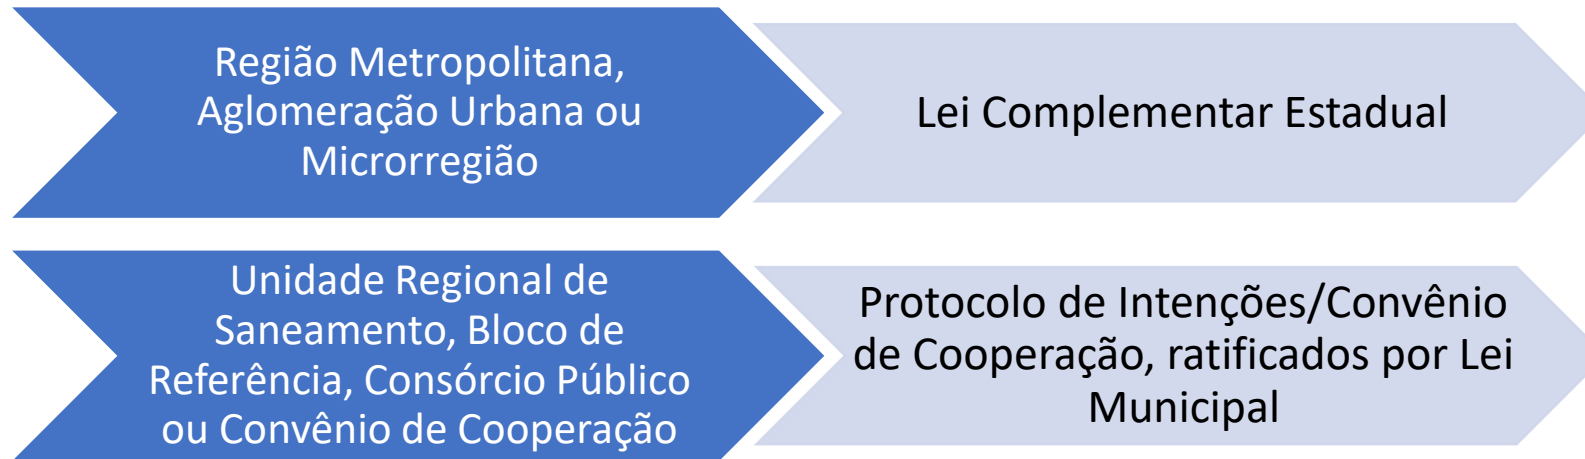 Região Metropolitana,
Aglomeração Urbana ou
Microrregião
Lei Complementar Estadual
Unidade Regional de
Saneamento, Bloco de
Referência, Consórcio Público
ou Convênio de Cooperação
Protocolo de Intenções/Convênio
de Cooperação, ratificados por Lei
Municipal